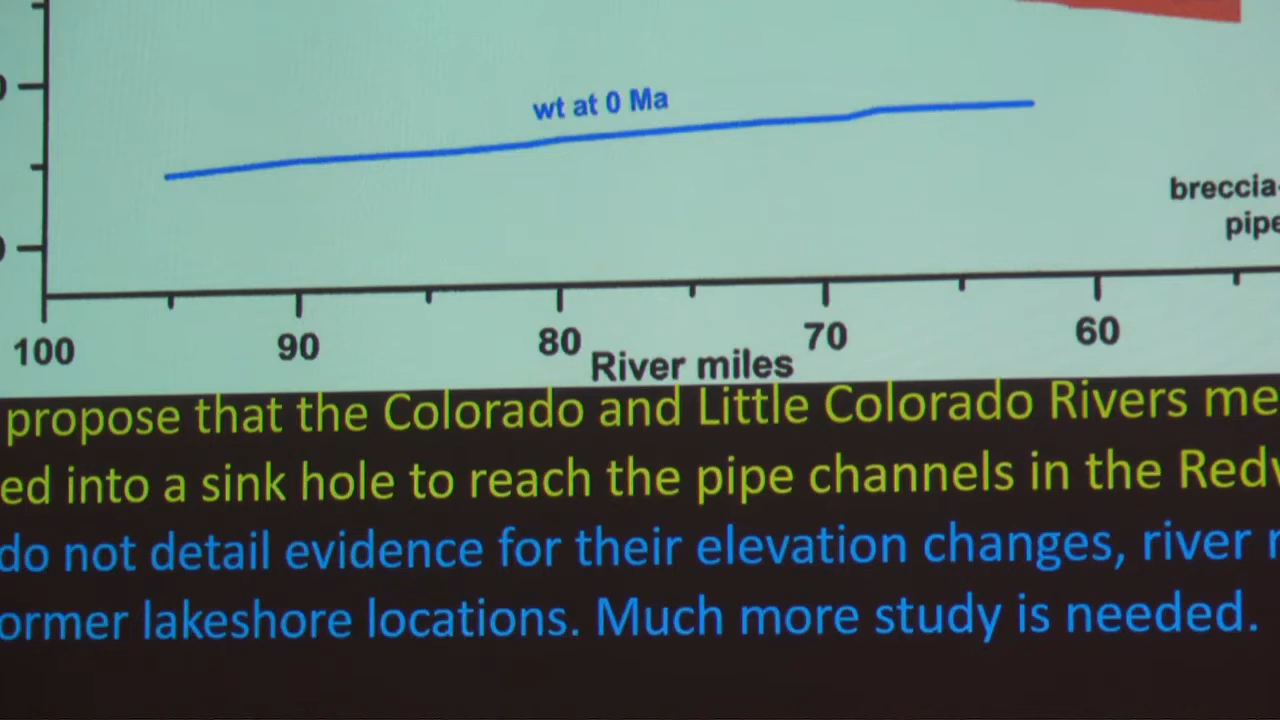 wt at 0 Ma
breccia-
pipe
100 90 80 70 60
River miles
propose that the Colorado and Little Colorado Rivers me
ed into a sink hole to reach the pipe channels in the Red
do not detail evidence for their elevation changes, river
ormer lakeshore locations. Much more study is needed.